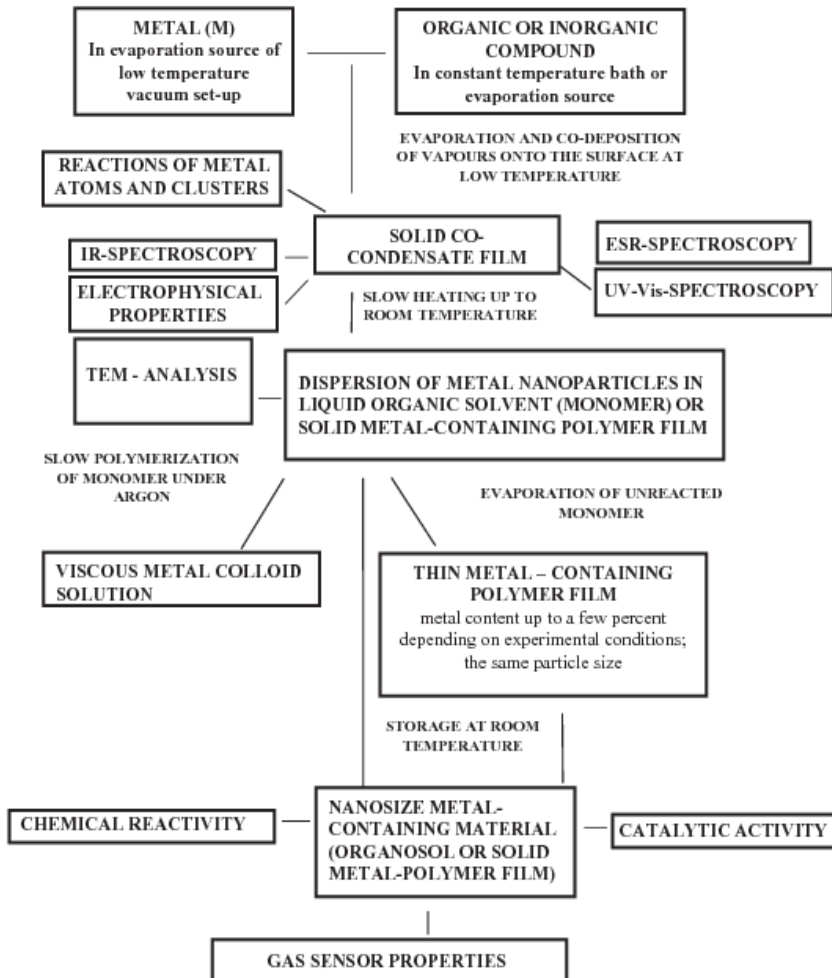 METAL (M)
In evaporation source of
low temperature
vacuum set-up
ORGANIC OR INORGANIC
COMPOUND
In constant temperature bath or
evaporation source
EVAPORATION AND CO-DEPOSITION
OF VAPOURS ONTO THE SURFACE AT
LOW TEMPERATURE
REACTIONS OF METAL
ATOMS AND CLUSTERS
SOLID CO-
CONDENSATE FILM
IR-SPECTROSCOPY
ESR-SPECTROSCOPY
ELECTROPHYSICAL
PROPERTIES
UV-Vis-SPECTROSCOPY
SLOW HEATING UP TO
ROOM TEMPERATURE
TEM - ANALYSIS
DISPERSION OF METAL NANOPARTICLES IN
LIQUID ORGANIC SOLVENT (MONOMER) OR
SOLID METAL-CONTAINING POLYMER FILM
SLOW POLYMERIZATION
OF MONOMER UNDER
ARGON
EVAPORATION OF UNREACTED
MONOMER
VISCOUS METAL COLLOID
SOLUTION
THIN METAL – CONTAINING
POLYMER FILM
metal content up to a few percent
depending on experimental conditions;
the same particle size
STORAGE AT ROOM
TEMPERATURE
CHEMICAL REACTIVITY
NANOSIZE METAL-
CONTAINING MATERIAL
(ORGANOSOL OR SOLID
METAL-POLYMER FILM)
CATALYTIC ACTIVITY
GAS SENSOR PROPERTIES